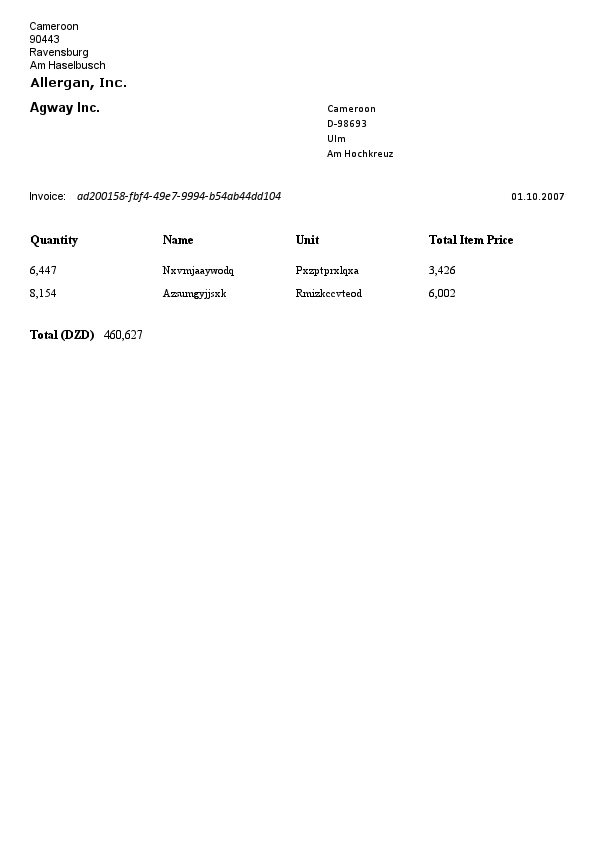 Cameroon
90443
Ravensburg
Am Haselbusch
Allergan, Inc.
Agway Inc.
Cameroon
D-98693
Ulm
Am Hochkreuz
Invoice: ad200158-fbf4-49e7-9994-b54ab44dd104 01.10.2007
Quantity Name Unit Total Item Price
6,447 Nxvmjaaywodq Pxzptprxlqxa 3,426
8,154 Azsumgyjjsxk Rmizkccvteod 6,002
Total (DZD) 460,627